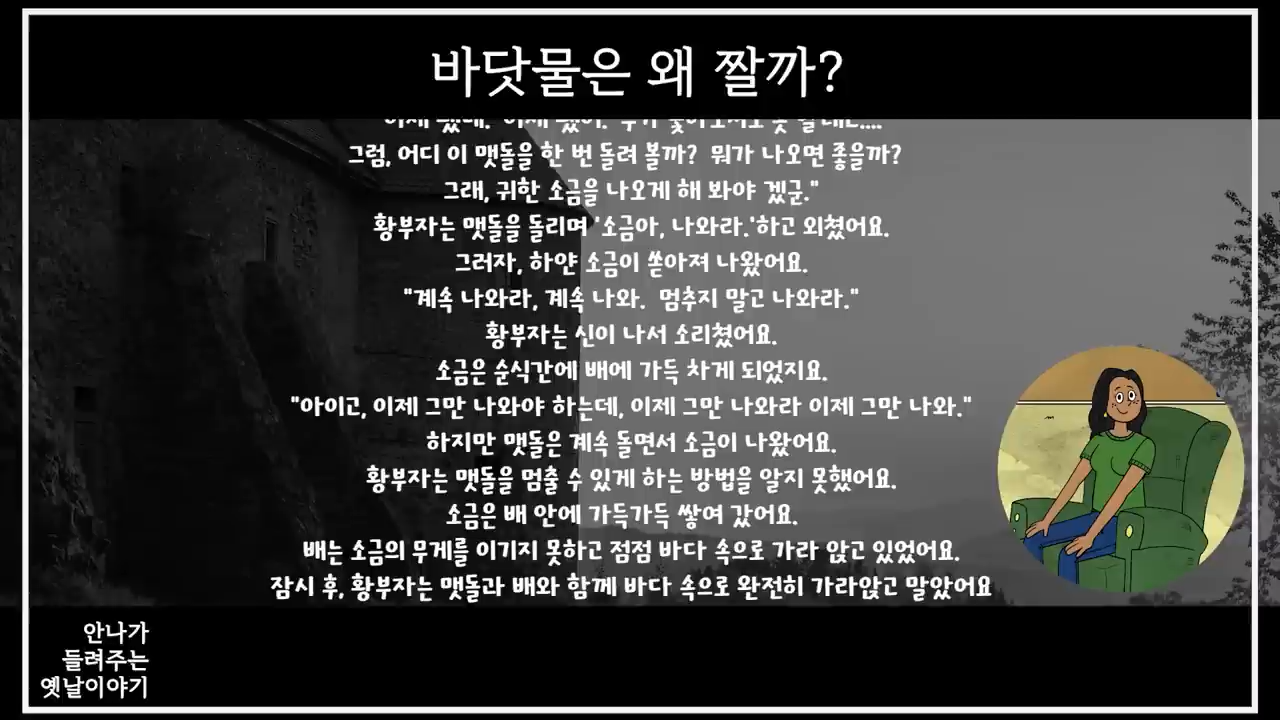 바닷물은 왜 짤까?
그럼, 어디 이 맷돌을 한 번 돌려 볼까? 뭐가 나오면 좋을까?
그래, 귀한 소금을 나오게 해 봐야 겠군."
황부자는 맷돌을 돌리며 '소금아, 나와라.'하고 외쳤어요.
그러자, 하얀 소금이 쏟아져 나왔어요.
"계속 나와라, 계속 나와. 멈추지 말고 나와라."
황부자는 신이 나서 소리쳤어요.
소금은 순식간에 배에 가득 차게 되었지요.
"아이고, 이제 그만 나와야 하는데, 이제 그만 나와라 이제 그만 나와."
하지만 맷돌은 계속 돌면서 소금이 나왔어요.
황부자는 맷돌을 멈출 수 있게 하는 방법을 알지 못했어요.
소금은 배 안에 가득가득 쌓여 갔어요.
배는 소금의 무게를 이기지 못하고 점점 바다 속으로 가라 앉고 있었어요.
잠시 후, 황부자는 맷돌과 배와 함께 바다 속으로 완전히 가라앉고 말았어요
안나가
들려주는
옛날이야기